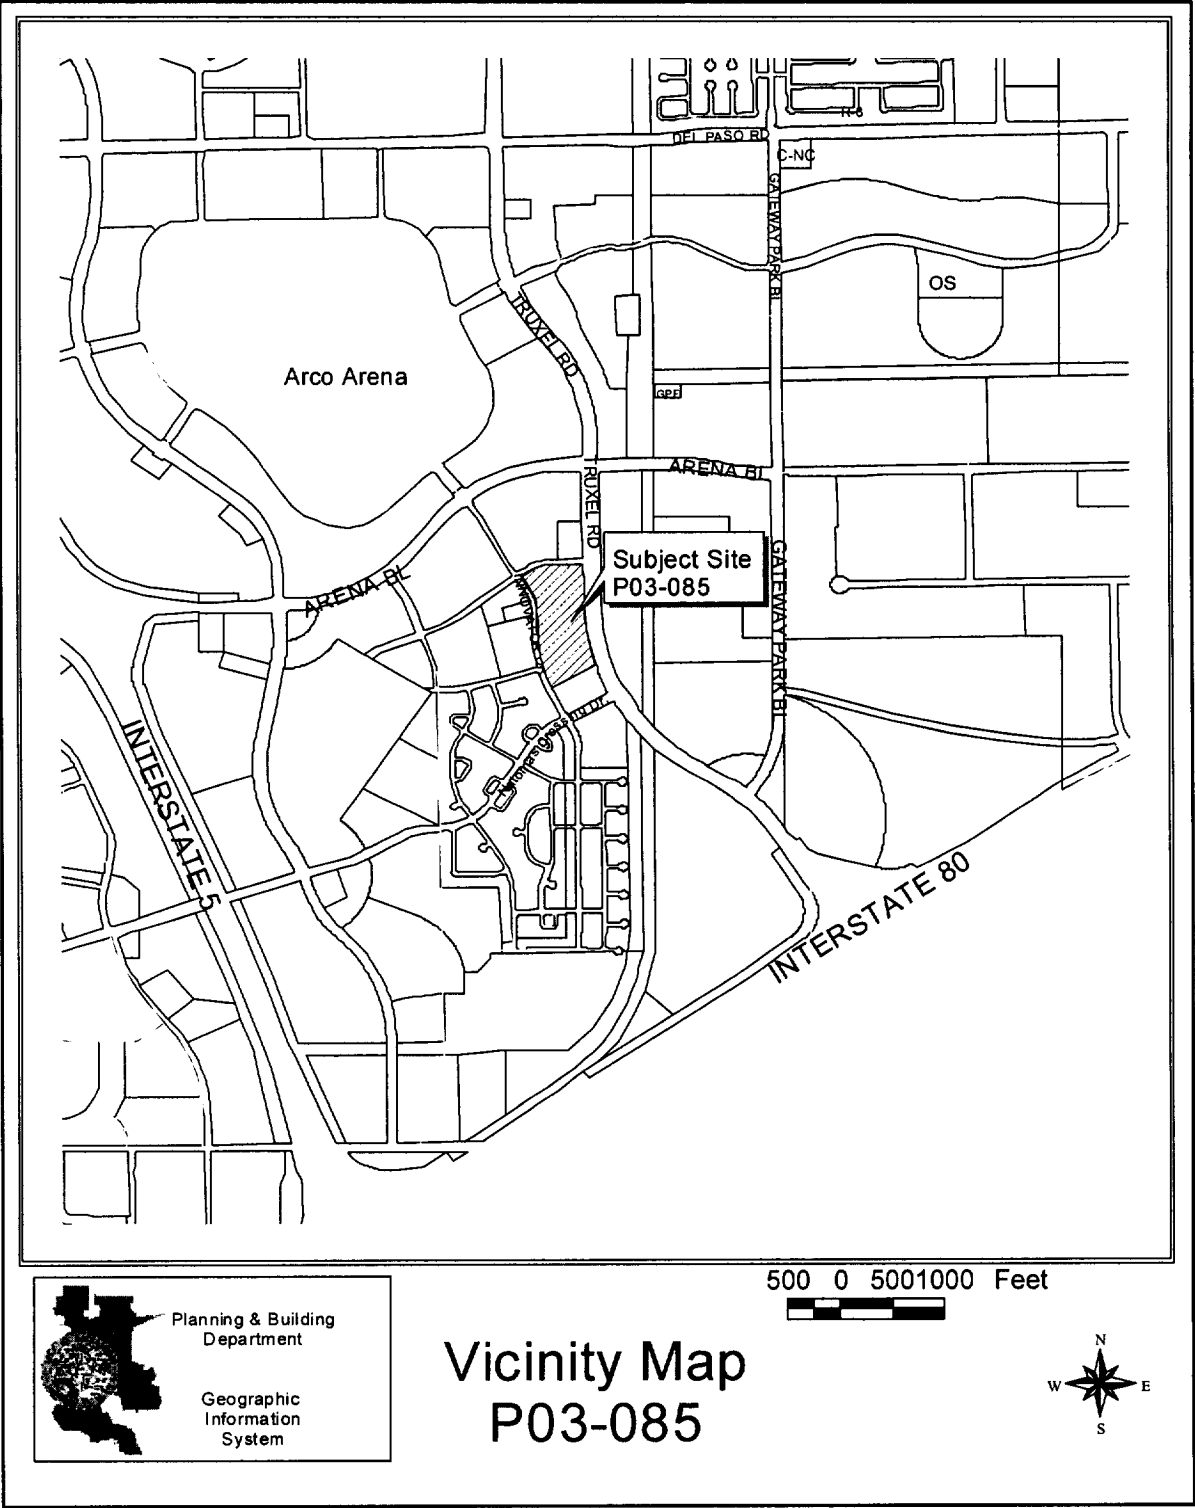 R-8
DEL PASO RD
C-NC
GATEWAY PARK BL
OS
TRUXEL RD
Arco Arena
GPF
ARENA BL
TRUXEL RD
Subject Site
P03-085
GATEWAY PARK BL
ARENA BL
INTERSTATE 5
INTERSTATE 80
500 0 5001000 Feet
Planning & Building
Department
Geographic
Information
System
Vicinity Map
P03-085
N
W E
S